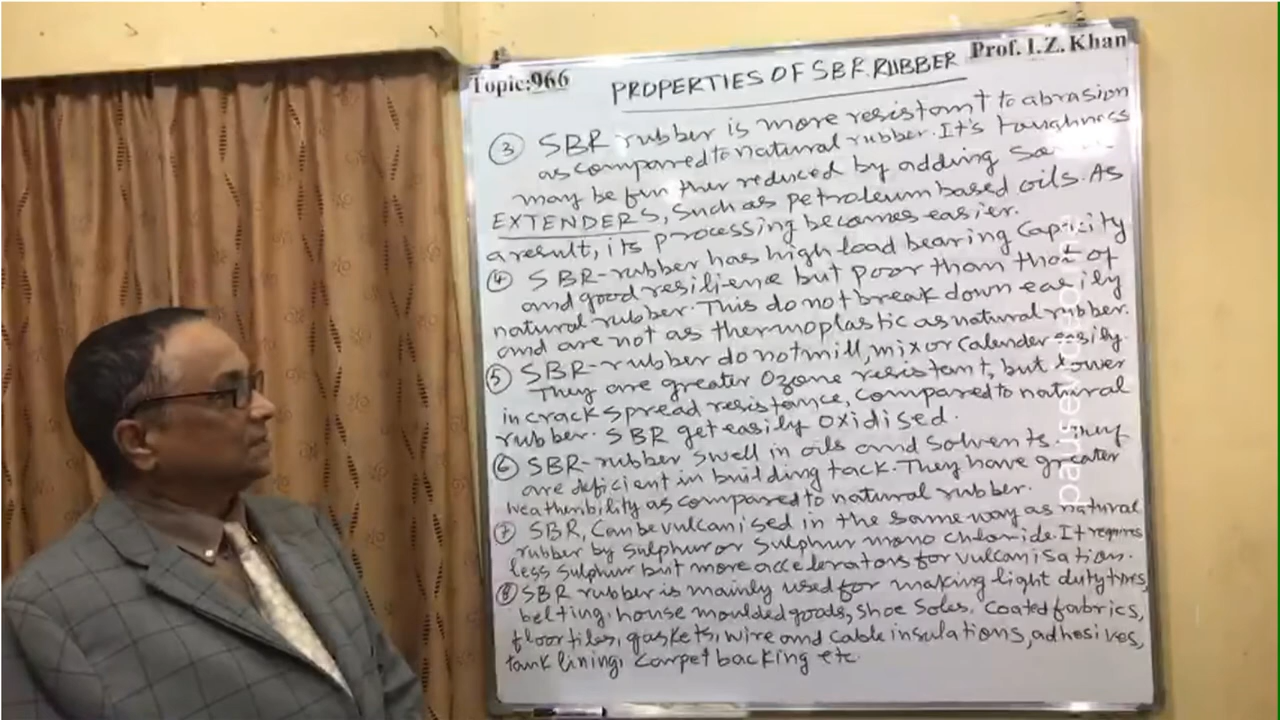 Topic:966
PROPERTIES OF SBR.RUBBER
Prof. I.Z. Khan
③ SBR rubber is more resistant to abrasion
as compared to natural rubber. It's toughness
may be further reduced by adding
EXTENDERS, such as petroleum based oils. As
a result, its processing becomes easier.
④ SBR-rubber has high load bearing capicity
and good resilience but poor than that of
natural rubber. This do not break down easily
and are not as thermoplastic as natural rubber.
⑤ SBR-rubber do not mill, mix or calender easily.
They are greater Ozone resistant, but lower
in crack spread resistance, compared to natural
rubber. SBR get easily oxidised.
⑥ SBR-rubber swell in oils and solvents. They
are deficient in building tack. They have greater
weatheribility as compared to natural rubber.
⑦ SBR, Can be vulcanised in the same way as natural
rubber by sulphur or sulphur mono chloride. It requires
less sulphur but more accelerators for vulcanisation.
⑧ SBR rubber is mainly used for making light duty tyres,
belting, house moulded goods, shoe soles, coated fabrics,
floor tiles, gaskets, wire and cable insulations, adhesives,
tank lining, carpet backing etc.